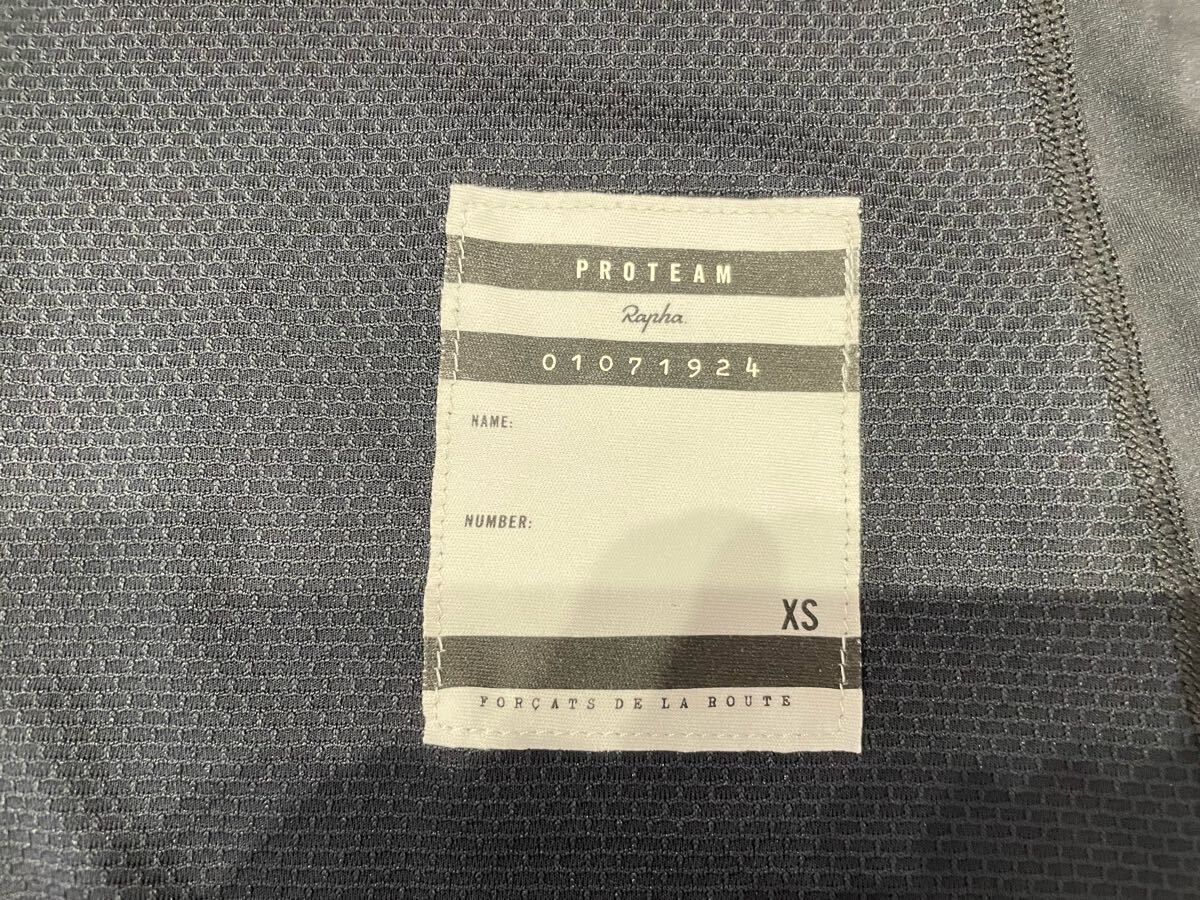 PROTEAM
Rapha.
01071924
NAME:
NUMBER:
XS
FORÇATS DE LA ROUTE